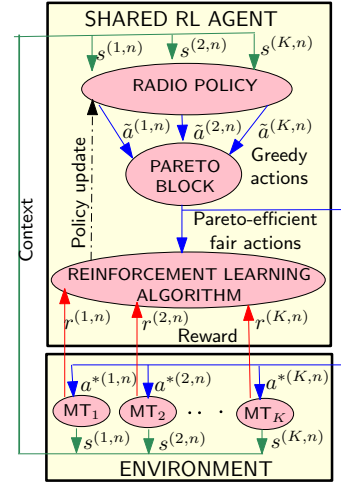 SHARED RL AGENT
s^{(1,n)} s^{(2,n)} s^{(K,n)}
RADIO POLICY
ã^{(1,n)} ã^{(2,n)} ã^{(K,n)}
PARETO
BLOCK
Greedy
actions
Policy update
Context
Pareto-efficient
fair actions
REINFORCEMENT LEARNING
ALGORITHM
r^{(1,n)} r^{(2,n)} r^{(K,n)}
Reward
a^{*(1,n)} a^{*(2,n)} a^{*(K,n)}
MT_1 MT_2 · · · MT_K
s^{(1,n)} s^{(2,n)} s^{(K,n)}
ENVIRONMENT